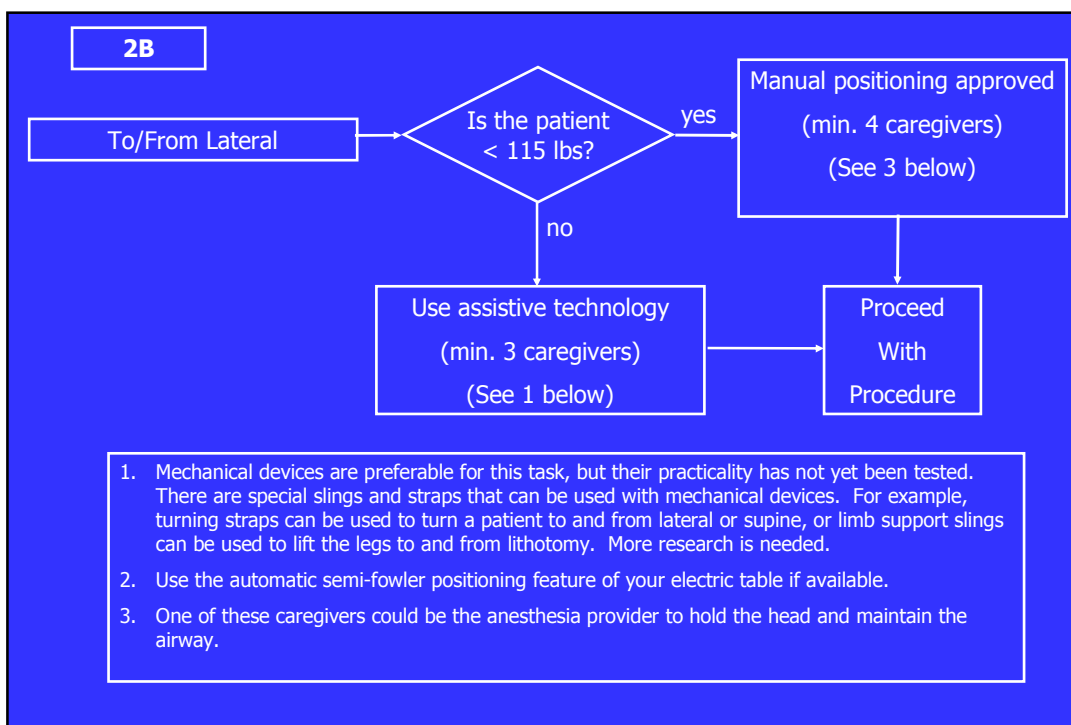 2B
To/From Lateral
Is the patient
< 115 lbs?
yes
Manual positioning approved
(min. 4 caregivers)
(See 3 below)
no
Use assistive technology
(min. 3 caregivers)
(See 1 below)
Proceed
With
Procedure
1. Mechanical devices are preferable for this task, but their practicality has not yet been tested.
There are special slings and straps that can be used with mechanical devices. For example,
turning straps can be used to turn a patient to and from lateral or supine, or limb support slings
can be used to lift the legs to and from lithotomy. More research is needed.
2. Use the automatic semi-fowler positioning feature of your electric table if available.
3. One of these caregivers could be the anesthesia provider to hold the head and maintain the
airway.